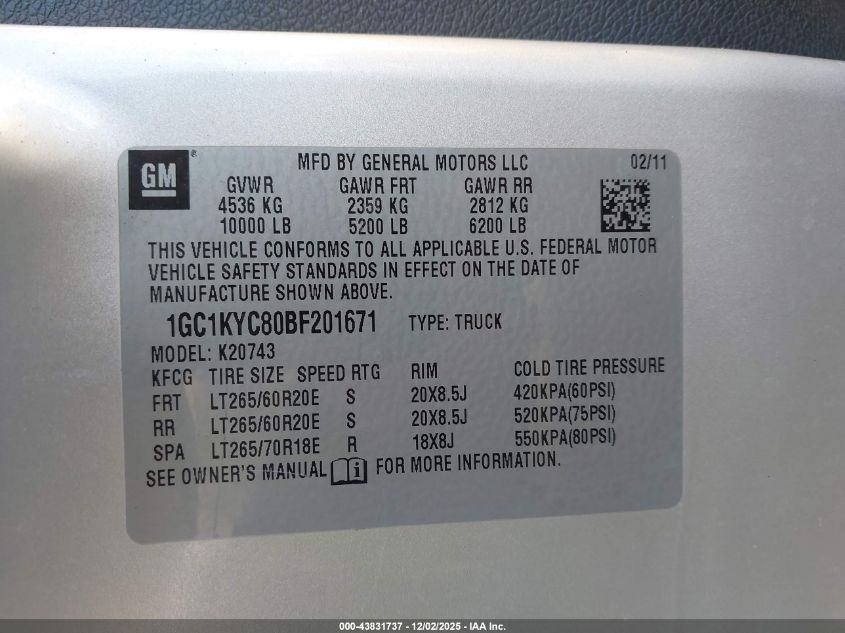 GM ® MFD BY GENERAL MOTORS LLC 02/11
GVWR GAWR FRT GAWR RR
4536 KG 2359 KG 2812 KG
10000 LB 5200 LB 6200 LB
THIS VEHICLE CONFORMS TO ALL APPLICABLE U.S. FEDERAL MOTOR
VEHICLE SAFETY STANDARDS IN EFFECT ON THE DATE OF
MANUFACTURE SHOWN ABOVE.
1GC1KYC80BF201671 TYPE: TRUCK
MODEL: K20743
KFCG TIRE SIZE SPEED RTG RIM COLD TIRE PRESSURE
FRT LT265/60R20E S 20X8.5J 420KPA(60PSI)
RR LT265/60R20E S 20X8.5J 520KPA(75PSI)
SPA LT265/70R18E R 18X8J 550KPA(80PSI)
SEE OWNER'S MANUAL i FOR MORE INFORMATION.
000-43831737 - 12/02/2025 - IAA Inc.